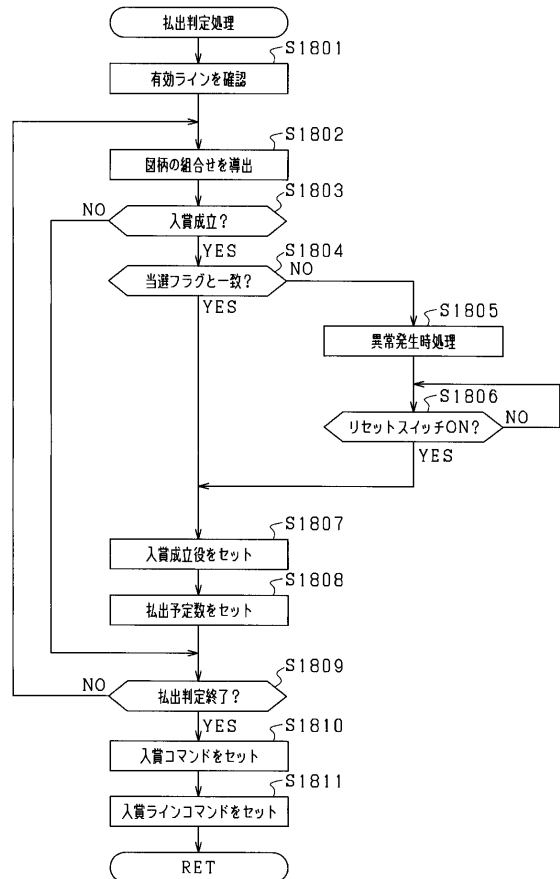 払出判定処理
S1801
有効ラインを確認
S1802
図柄の組合せを導出
S1803
NO
入賞成立?
YES
S1804
当選フラグと一致?
NO
YES
S1805
異常発生時処理
S1806
リセットスイッチON?
NO
YES
S1807
入賞成立役をセット
S1808
払出予定数をセット
S1809
NO
払出判定終了?
YES
S1810
入賞コマンドをセット
S1811
入賞ラインコマンドをセット
RET